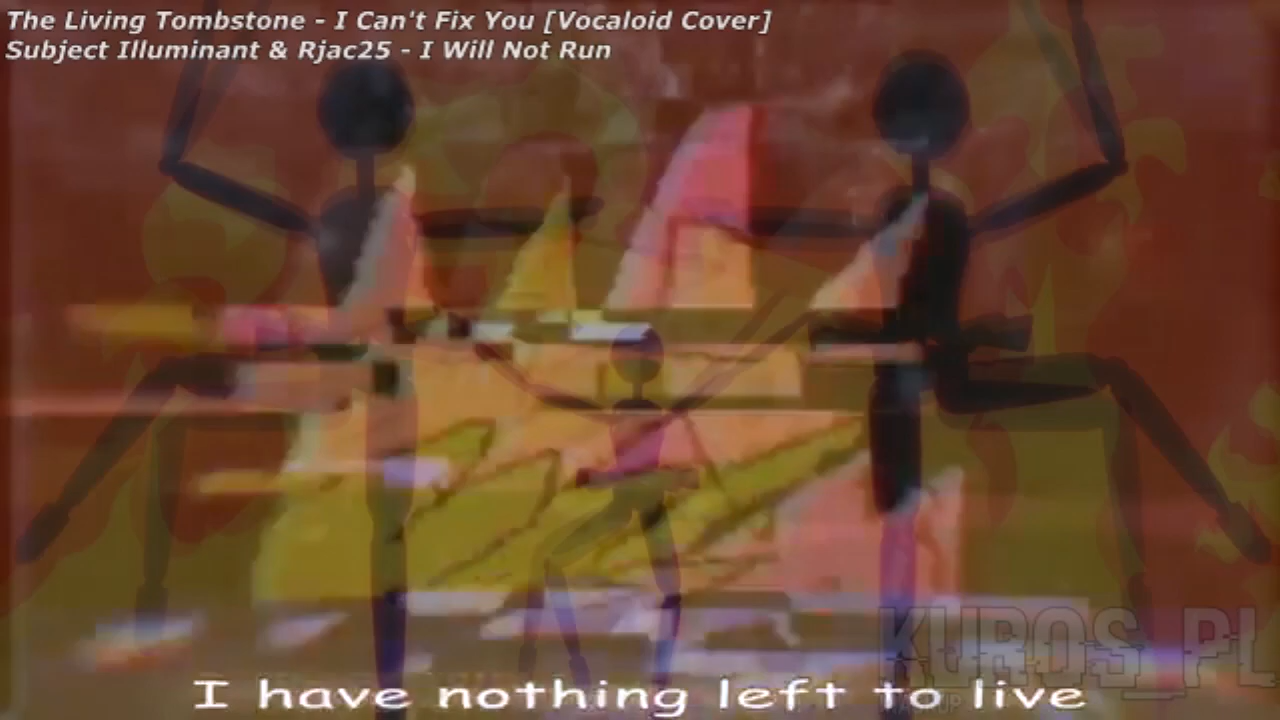 The Living Tombstone - I Can't Fix You [Vocaloid Cover]
Subject Illuminant & Rjac25 - I Will Not Run
KUROS_PL
MASHUP
I have nothing left to live